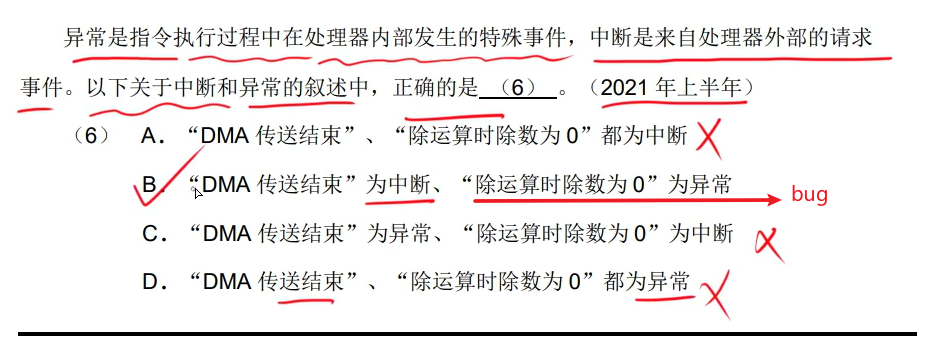 异常是指令执行过程中在处理器内部发生的特殊事件，中断是来自处理器外部的请求
事件。以下关于中断和异常的叙述中，正确的是 （6） 。（2021 年上半年）
（6） A．“DMA 传送结束”、“除运算时除数为 0”都为中断
B．“DMA 传送结束”为中断、“除运算时除数为 0”为异常
bug
C．“DMA 传送结束”为异常、“除运算时除数为 0”为中断
D．“DMA 传送结束”、“除运算时除数为 0”都为异常